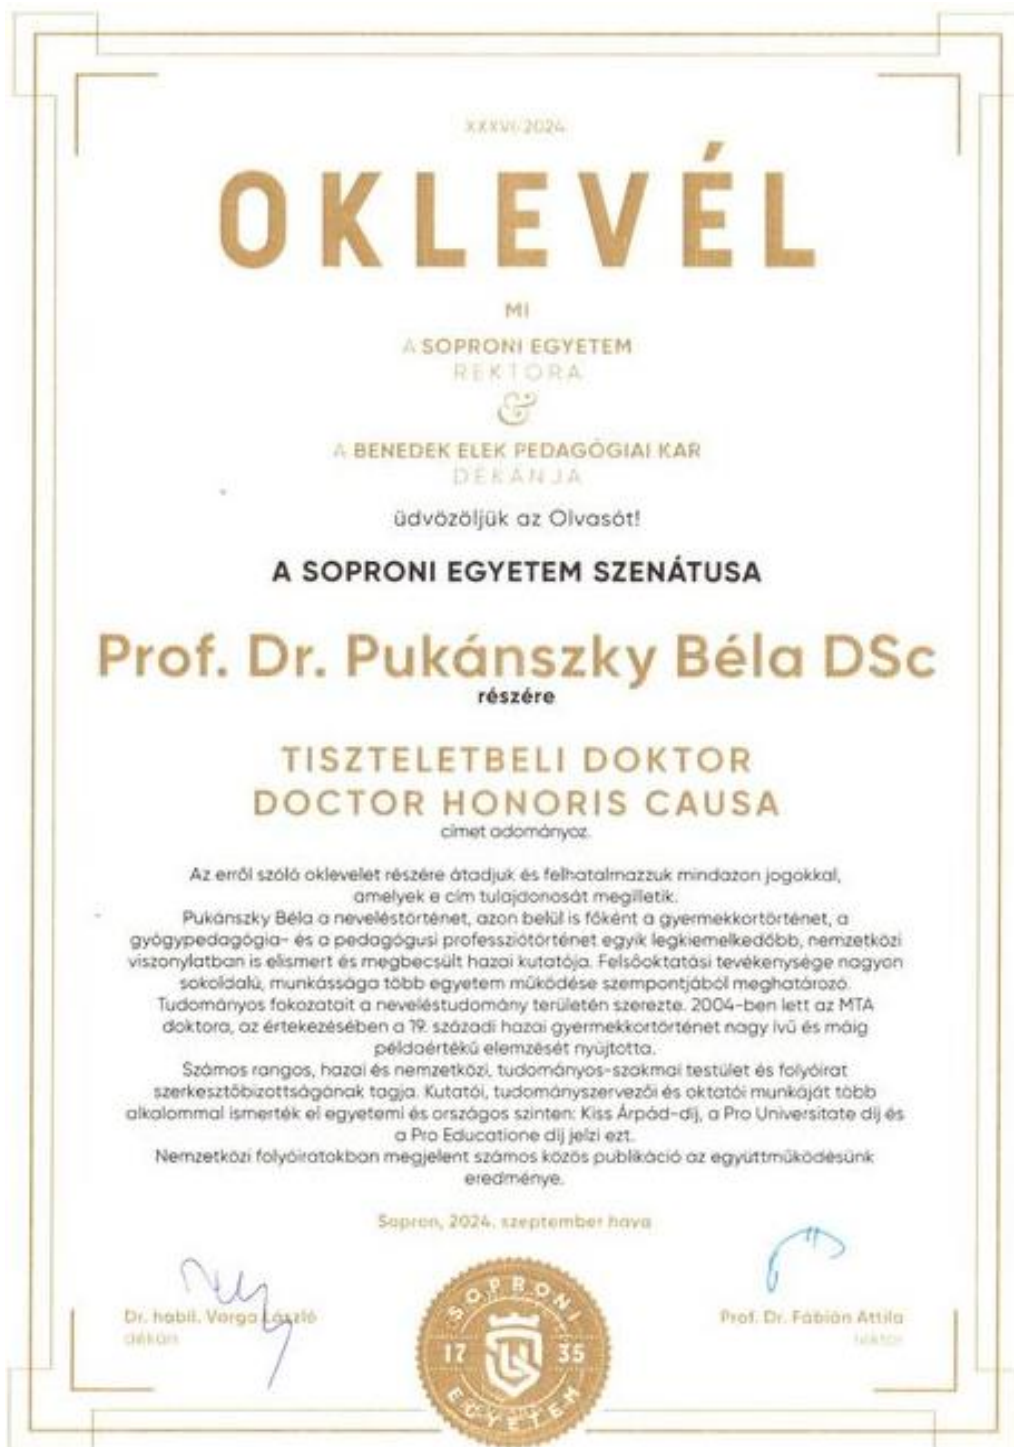 XXXVI/2024
OKLEVÉL
MI
A SOPRONI EGYETEM
REKTORA
&
A BENEDEK ELEK PEDAGÓGIAI KAR
DÉKÁNJA
üdvözöljük az Olvasót!
A SOPRONI EGYETEM SZENÁTUSA
Prof. Dr. Pukánszky Béla DSc
részére
TISZTELETBELI DOKTOR
DOCTOR HONORIS CAUSA
címet adományoz.
Az erről szóló oklevelet részére átadjuk és felhatalmazzuk mindazon jogokkal,
amelyek e cím tulajdonosát megilletik.
Pukánszky Béla a neveléstörténet, azon belül is főként a gyermekkortörténet, a
gyógypedagógia- és a pedagógusi professziótörténet egyik legkiemelkedőbb, nemzetközi
viszonylatban is elismert és megbecsült hazai kutatója. Felsőoktatási tevékenysége nagyon
sokoldalú, munkássága több egyetem működése szempontjából meghatározó.
Tudományos fokozatait a neveléstudomány területén szerezte. 2004-ben lett az MTA
doktora, az értekezésében a 19. századi hazai gyermekkortörténet nagy ívű és máig
példaértékű elemzését nyújtotta.
Számos rangos, hazai és nemzetközi, tudományos-szakmai testület és folyóirat
szerkesztőbizottságának tagja. Kutatói, tudományszervezői és oktatói munkáját több
alkalommal ismerték el egyetemi és országos szinten: Kiss Árpád-díj, a Pro Universitate díj és
a Pro Educatione díj jelzi ezt.
Nemzetközi folyóiratokban megjelent számos közös publikáció az együttműködésünk
eredménye.
Sopron, 2024. szeptember hava
Dr. habil. Varga László
dékán
Prof. Dr. Fábián Attila
rektor
SOPRONI
17 35
EGYETEM